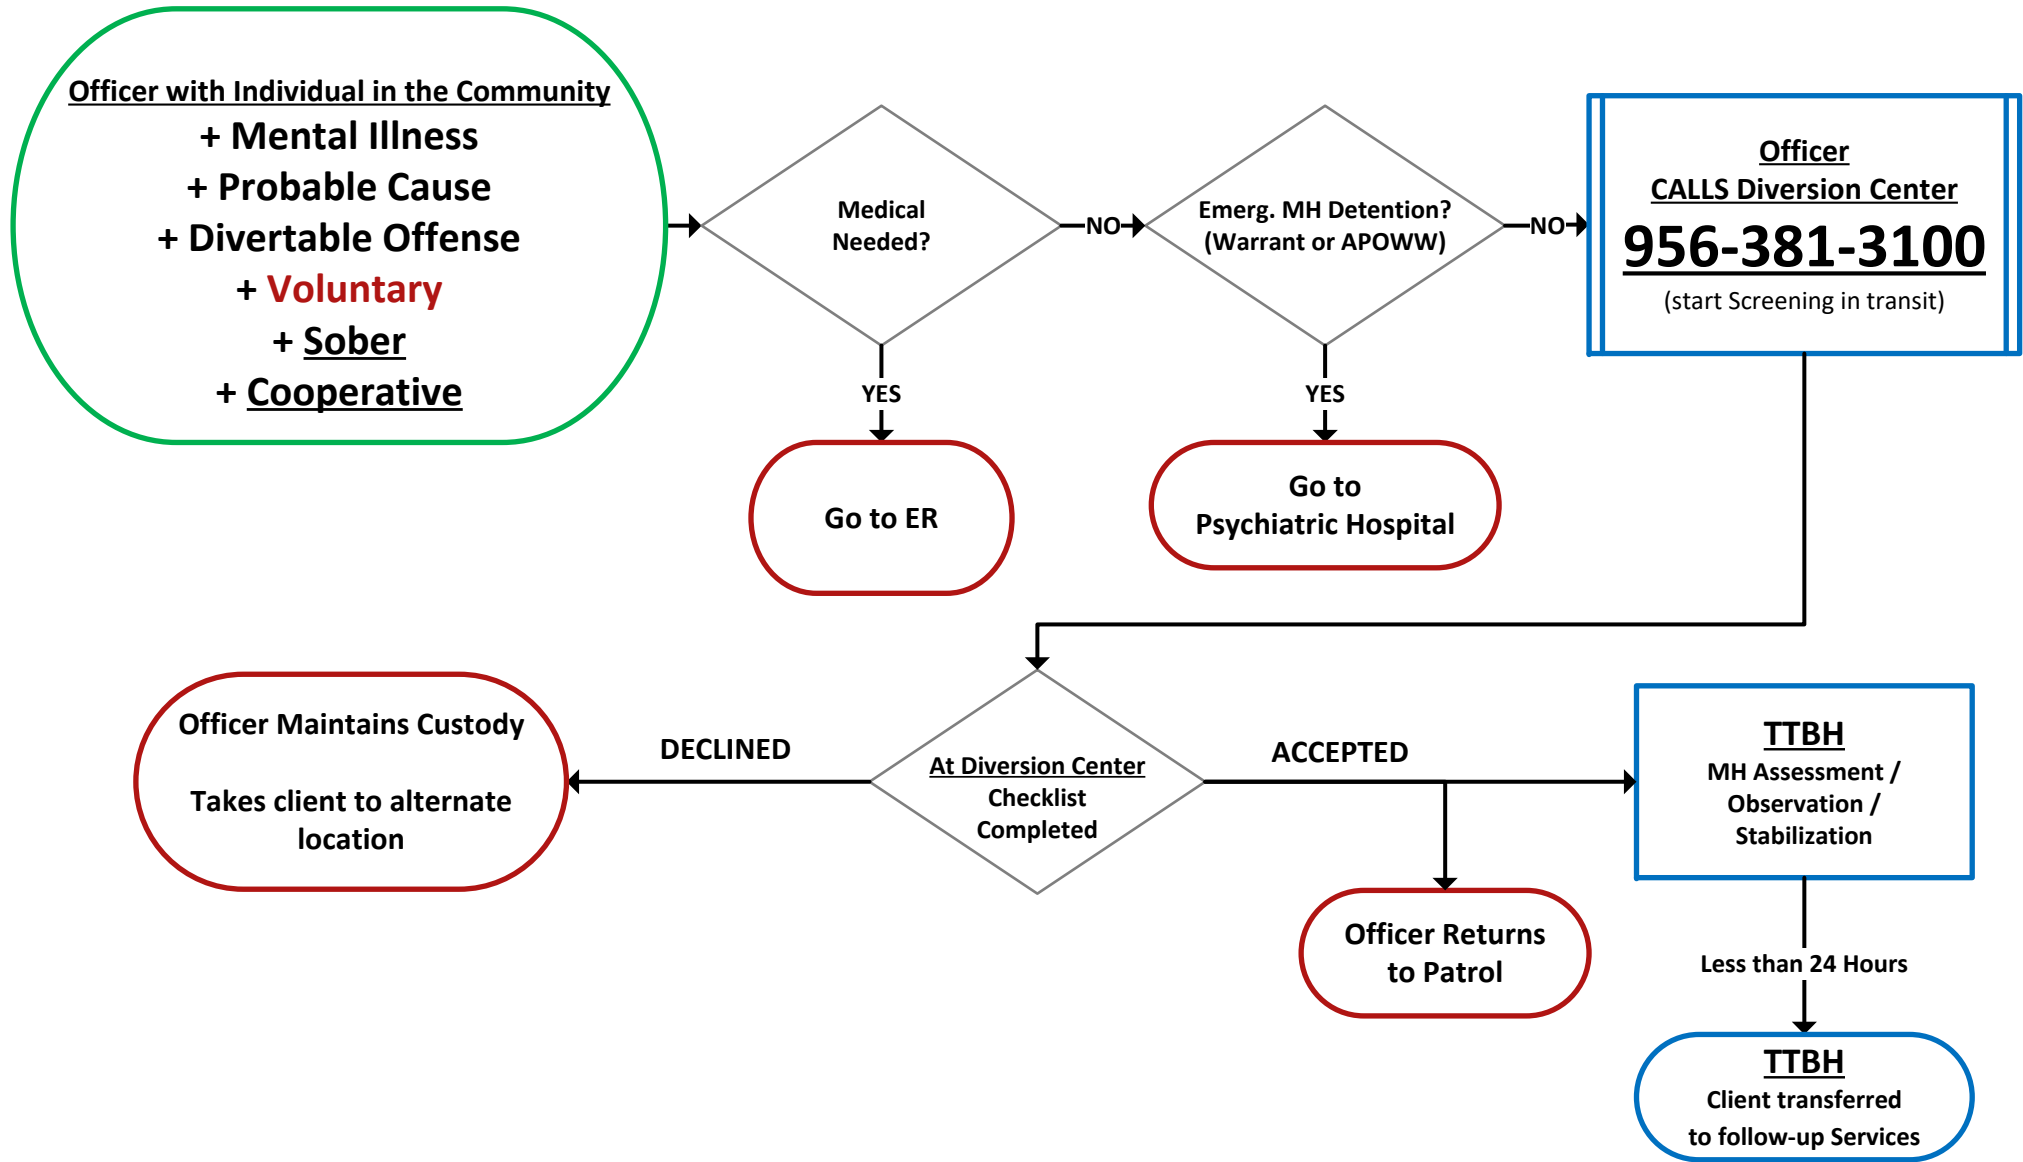 Officer with Individual in the Community
+ Mental Illness
+ Probable Cause
+ Divertable Offense
+ Voluntary
+ Sober
+ Cooperative
Medical
Needed?
NO
Emerg. MH Detention?
(Warrant or APOWW)
NO
Officer
CALLS Diversion Center
956-381-3100
(start Screening in transit)
YES
YES
Go to ER
Go to
Psychiatric Hospital
Officer Maintains Custody
Takes client to alternate
location
DECLINED
At Diversion Center
Checklist
Completed
ACCEPTED
TTBH
MH Assessment /
Observation /
Stabilization
Officer Returns
to Patrol
Less than 24 Hours
TTBH
Client transferred
to follow-up Services